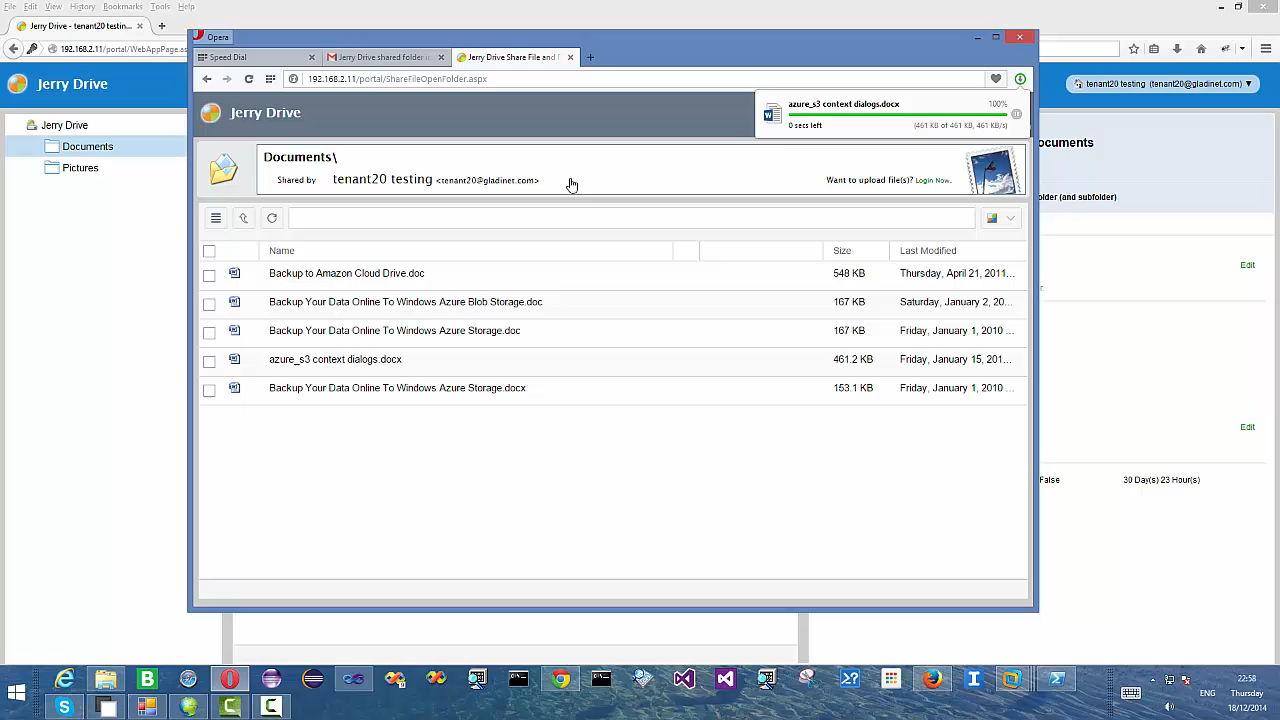 File Edit View History Bookmarks Tools Help
Jerry Drive - tenant20 testin...
192.168.2.11/portal/WebAppPage.as
Jerry Drive
tenant20 testing (tenant20@gladinet.com) ▼
Jerry Drive
Documents
Pictures
ocuments
older (and subfolder)
Edit
Edit
False 30 Day(s) 23 Hour(s)
Opera
Speed Dial
Jerry Drive shared folder i
Jerry Drive Share File and F
192.168.2.11/portal/ShareFileOpenFolder.aspx
Jerry Drive
azure_s3 context dialogs.docx 100%
0 secs left (461 KB of 461 KB, 461 KB/s)
Documents\
Shared by tenant20 testing <tenant20@gladinet.com>
Want to upload file(s)? Login Now.
Name Size Last Modified
Backup to Amazon Cloud Drive.doc 548 KB Thursday, April 21, 2011...
Backup Your Data Online To Windows Azure Blob Storage.doc 167 KB Saturday, January 2, 20...
Backup Your Data Online To Windows Azure Storage.doc 167 KB Friday, January 1, 2010 ...
azure_s3 context dialogs.docx 461.2 KB Friday, January 15, 201...
Backup Your Data Online To Windows Azure Storage.docx 153.1 KB Friday, January 1, 2010 ...
22:58
ENG Thursday
18/12/2014